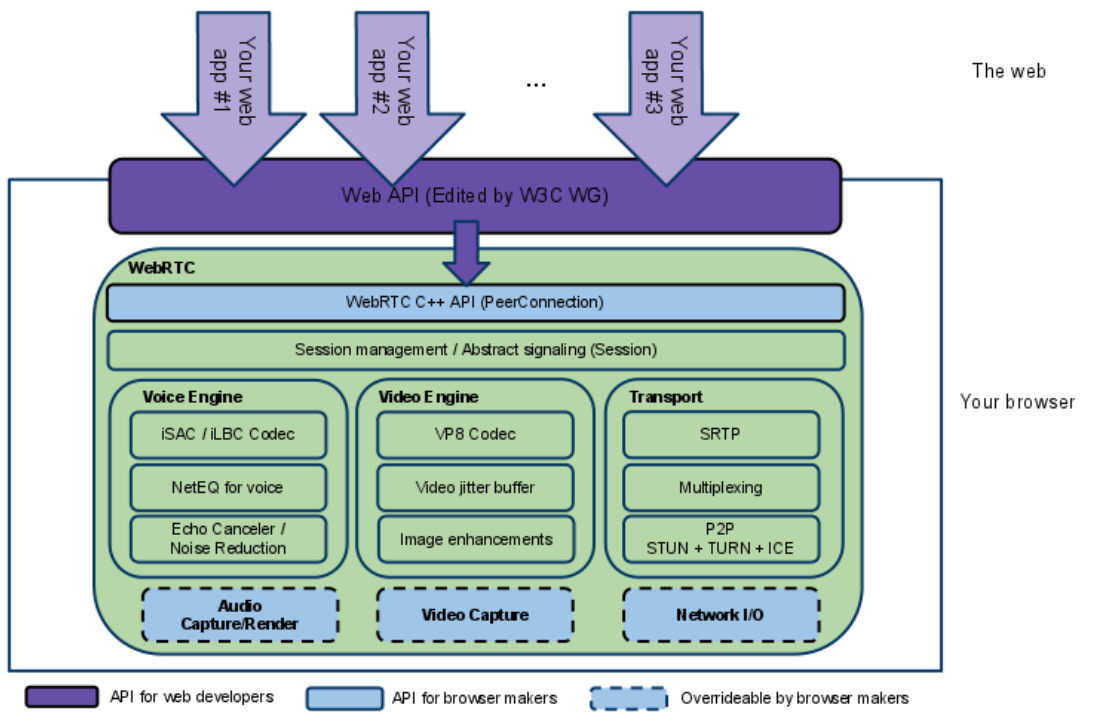 Your web
app #1
Your web
app #2
...
Your web
app #3
The web
Web API (Edited by W3C WG)
WebRTC
WebRTC C++ API (PeerConnection)
Session management / Abstract signaling (Session)
Your browser
Voice Engine
iSAC / iLBC Codec
NetEQ for voice
Echo Canceler /
Noise Reduction
Video Engine
VP8 Codec
Video jitter buffer
Image enhancements
Transport
SRTP
Multiplexing
P2P
STUN + TURN + ICE
Audio
Capture/Render
Video Capture
Network I/O
API for web developers
API for browser makers
Overrideable by browser makers